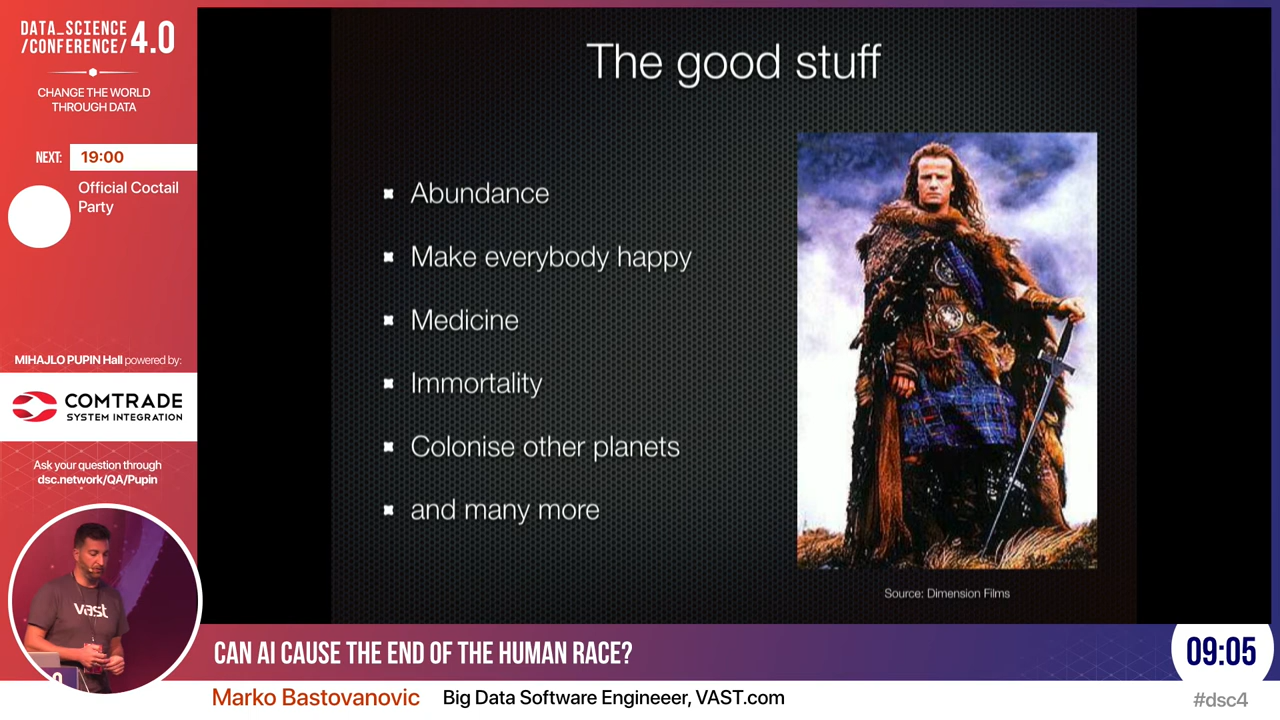 DATA_SCIENCE
/CONFERENCE/ 4.0
CHANGE THE WORLD
THROUGH DATA
NEXT: 19:00
Official Coctail
Party
MIHAJLO PUPIN Hall powered by:
COMTRADE
SYSTEM INTEGRATION
Ask your question through
dsc.network/QA/Pupin
vast
The good stuff
Abundance
Make everybody happy
Medicine
Immortality
Colonise other planets
and many more
Source: Dimension Films
CAN AI CAUSE THE END OF THE HUMAN RACE?
09:05
Marko Bastovanovic Big Data Software Engineeer, VAST.com
#dsc4